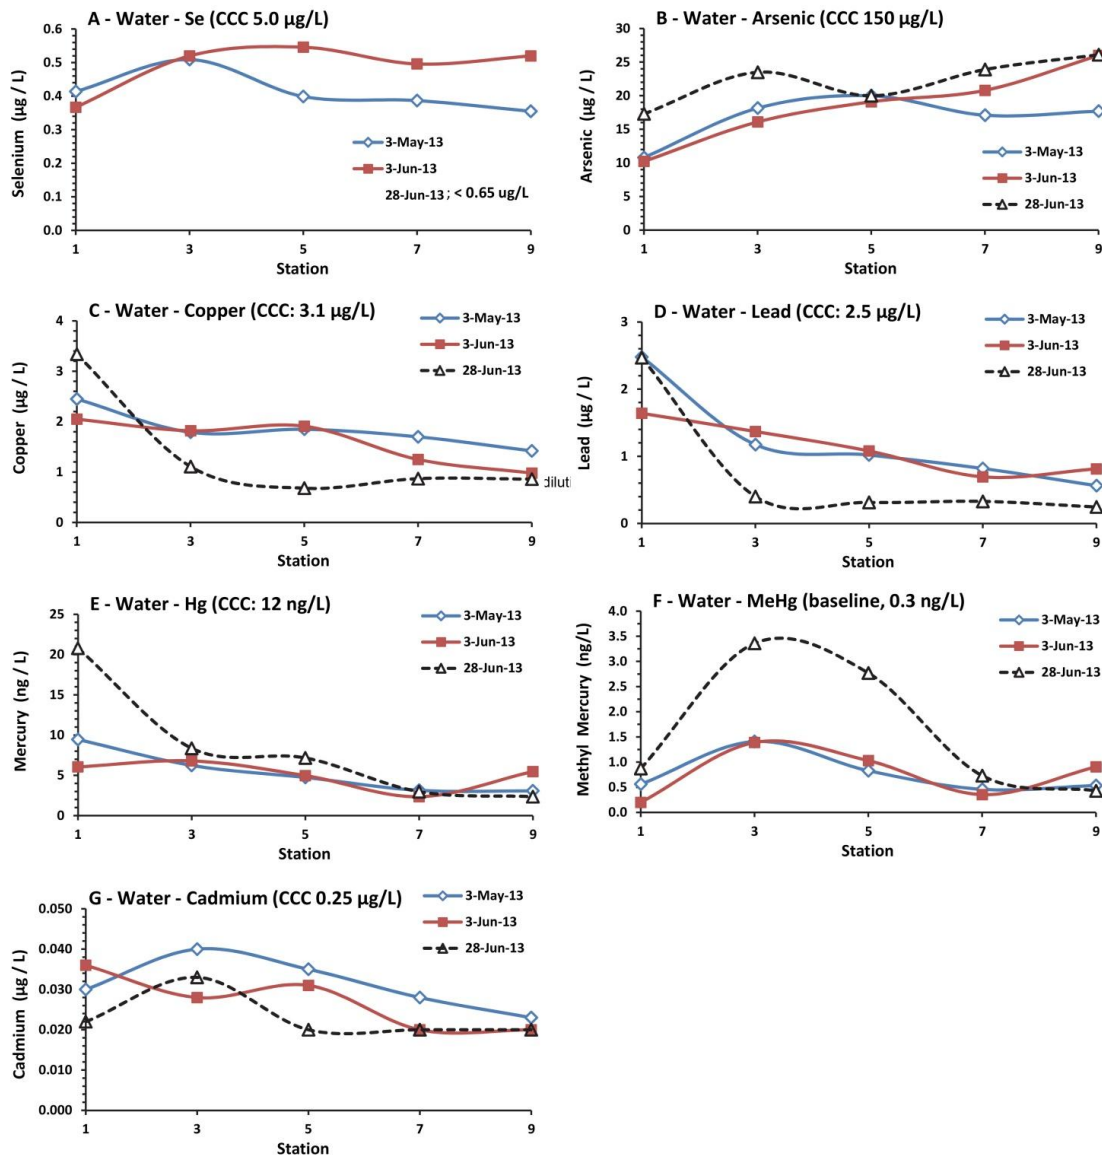 A - Water - Se (CCC 5.0 µg/L)
0.6
0.5
0.4
0.3
0.2
0.1
0.0
Selenium (µg / L)
3-May-13
3-Jun-13
28-Jun-13 ; < 0.65 ug/L
1 3 5 7 9
Station
B - Water - Arsenic (CCC 150 µg/L)
30
25
20
15
10
5
0
Arsenic (µg / L)
3-May-13
3-Jun-13
28-Jun-13
1 3 5 7 9
Station
C - Water - Copper (CCC: 3.1 µg/L)
3-May-13
3-Jun-13
28-Jun-13
4
3
2
1
0
Copper (µg / L)
diluti
1 3 5 7 9
Station
D - Water - Lead (CCC: 2.5 µg/L)
3-May-13
3-Jun-13
28-Jun-13
3
2
1
0
Lead (µg / L)
1 3 5 7 9
Station
E - Water - Hg (CCC: 12 ng/L)
3-May-13
3-Jun-13
28-Jun-13
25
20
15
10
5
0
Mercury (ng / L)
1 3 5 7 9
Station
F - Water - MeHg (baseline, 0.3 ng/L)
3-May-13
3-Jun-13
28-Jun-13
4.0
3.5
3.0
2.5
2.0
1.5
1.0
0.5
0.0
Methyl Mercury (ng/L)
1 3 5 7 9
Station
G - Water - Cadmium (CCC 0.25 µg/L)
3-May-13
3-Jun-13
28-Jun-13
0.050
0.040
0.030
0.020
0.010
0.000
Cadmium (µg / L)
1 3 5 7 9
Station